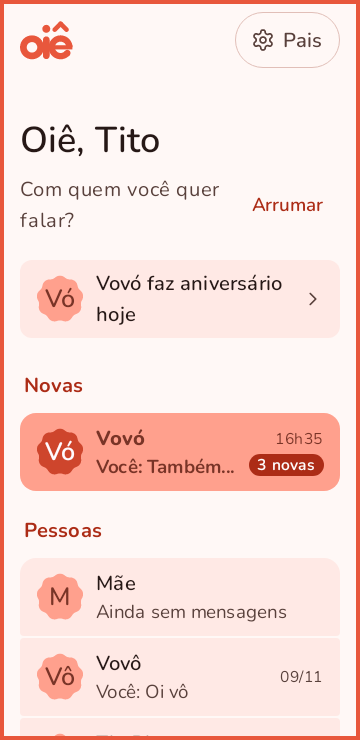 oiê
Pais
Oiê, Tito
Com quem você quer
falar?
Arrumar
Vó
Vovó faz aniversário
hoje
Novas
Vó
Vovó
16h35
Você: Também...
3 novas
Pessoas
M
Mãe
Ainda sem mensagens
Vô
Vovô
09/11
Você: Oi vô